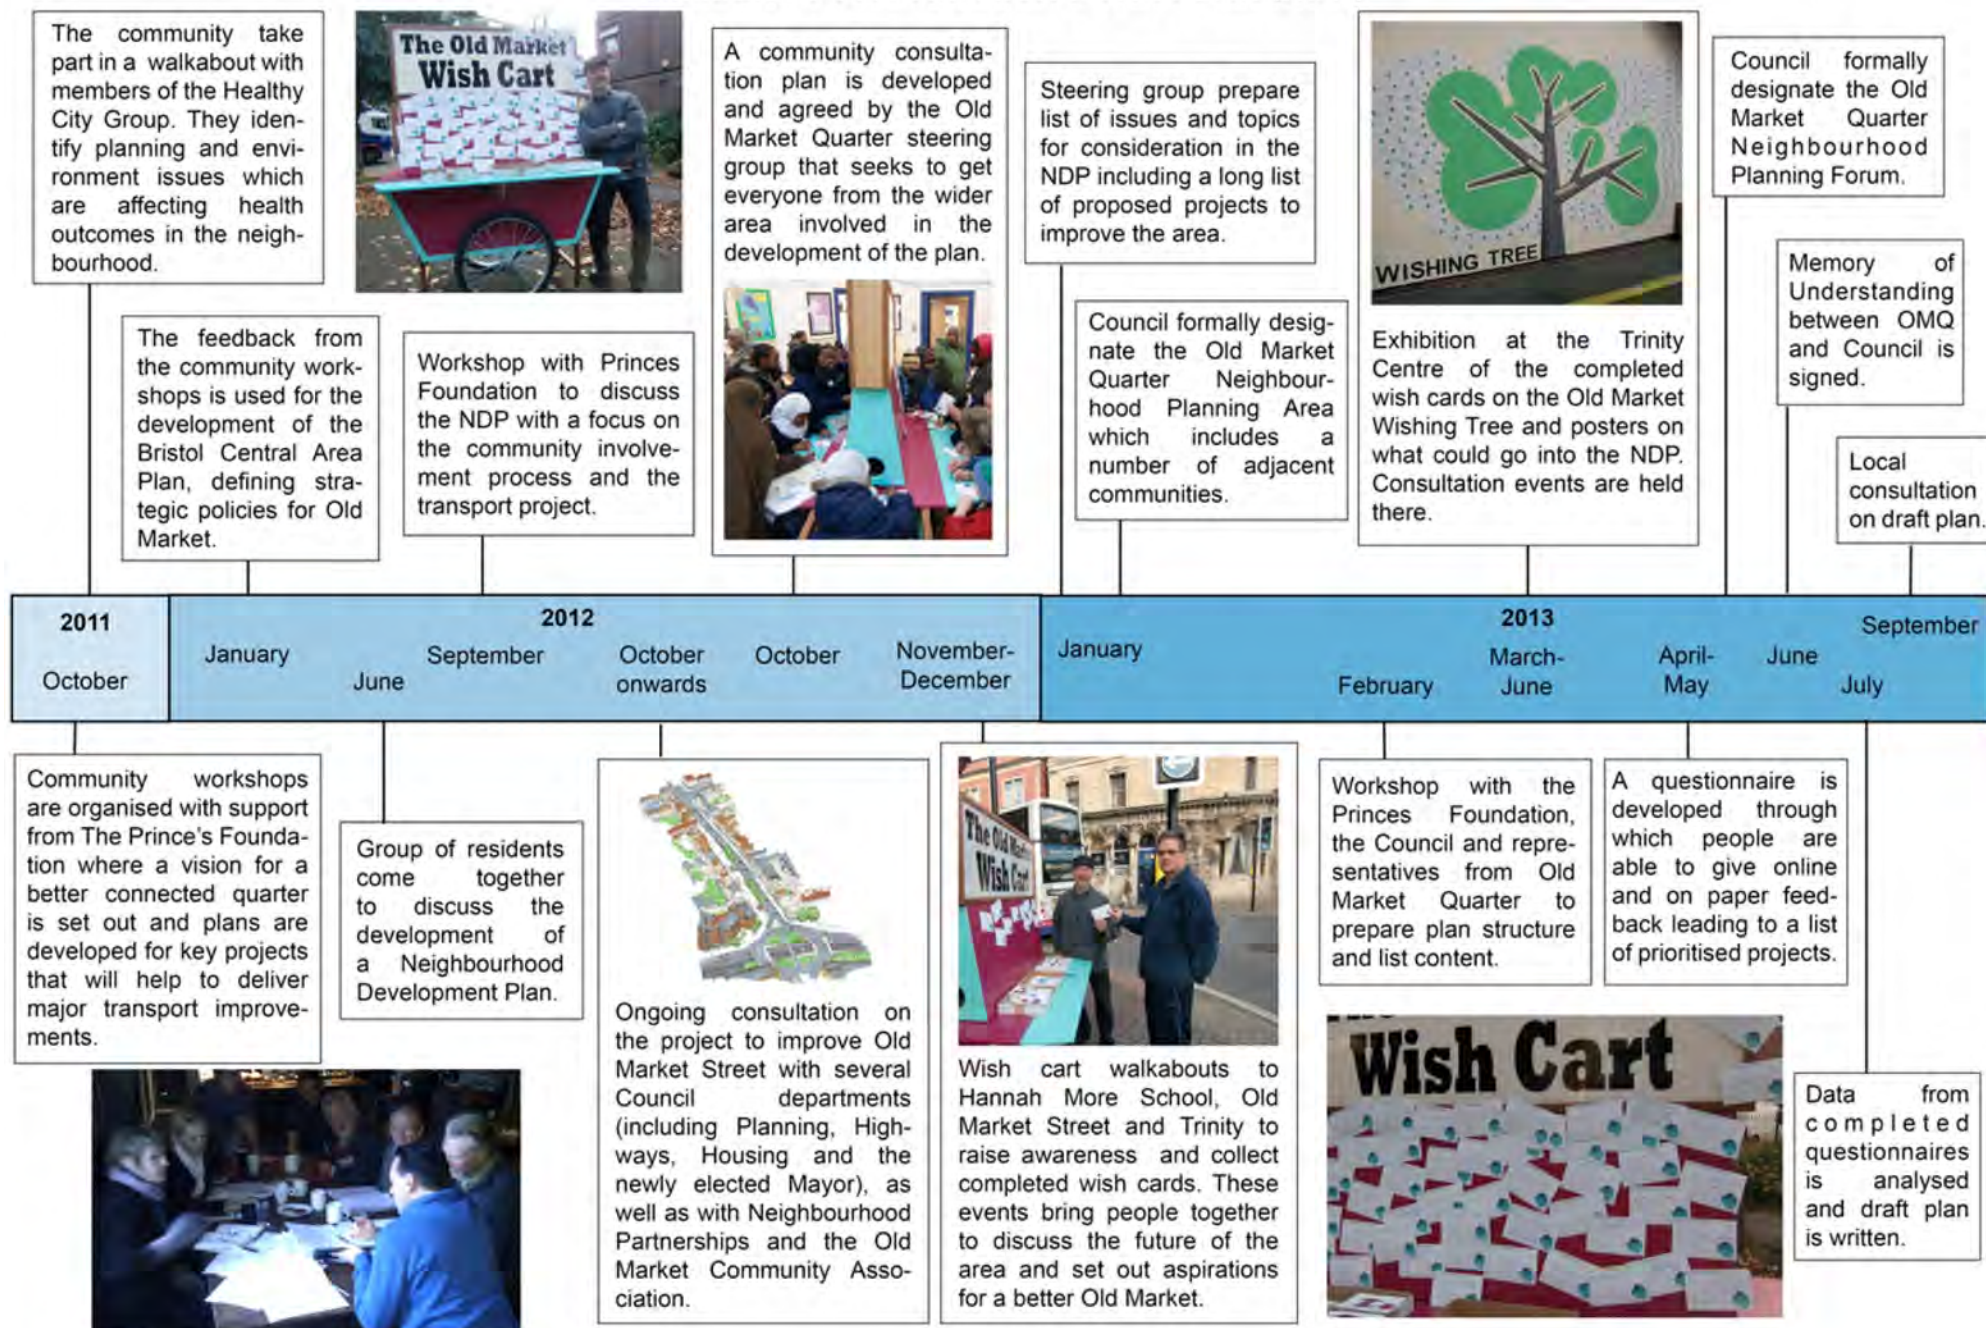 The community take
part in a walkabout with
members of the Healthy
City Group. They iden-
tify planning and envi-
ronment issues which
are affecting health
outcomes in the neigh-
bourhood.
The Old Market
Wish Cart
A community consulta-
tion plan is developed
and agreed by the Old
Market Quarter steering
group that seeks to get
everyone from the wider
area involved in the
development of the plan.
Steering group prepare
list of issues and topics
for consideration in the
NDP including a long list
of proposed projects to
improve the area.
WISHING TREE
Exhibition at the Trinity
Centre of the completed
wish cards on the Old Market
Wishing Tree and posters on
what could go into the NDP.
Consultation events are held
there.
Council formally
designate the Old
Market Quarter
Neighbourhood
Planning Forum.
Memory of
Understanding
between OMQ
and Council is
signed.
Local
consultation
on draft plan.
The feedback from
the community work-
shops is used for the
development of the
Bristol Central Area
Plan, defining stra-
tegic policies for Old
Market.
Workshop with Princes
Foundation to discuss
the NDP with a focus on
the community involve-
ment process and the
transport project.
Council formally desig-
nate the Old Market
Quarter Neighbour-
hood Planning Area
which includes a
number of adjacent
communities.
2011
October
2012
January
June
September
October
onwards
October
November-
December
2013
January
February
March-
June
April-
May
June
July
September
Community workshops
are organised with support
from The Prince's Founda-
tion where a vision for a
better connected quarter
is set out and plans are
developed for key projects
that will help to deliver
major transport improve-
ments.
Group of residents
come together
to discuss the
development of
a Neighbourhood
Development Plan.
Ongoing consultation on
the project to improve Old
Market Street with several
Council departments
(including Planning, High-
ways, Housing and the
newly elected Mayor), as
well as with Neighbourhood
Partnerships and the Old
Market Community Asso-
ciation.
The Old Market
Wish Cart
Wish cart walkabouts to
Hannah More School, Old
Market Street and Trinity to
raise awareness and collect
completed wish cards. These
events bring people together
to discuss the future of the
area and set out aspirations
for a better Old Market.
Workshop with the
Princes Foundation,
the Council and repre-
sentatives from Old
Market Quarter to
prepare plan structure
and list content.
A questionnaire is
developed through
which people are
able to give online
and on paper feed-
back leading to a list
of prioritised projects.
Wish Cart
Data from
completed
questionnaires
is analysed
and draft plan
is written.